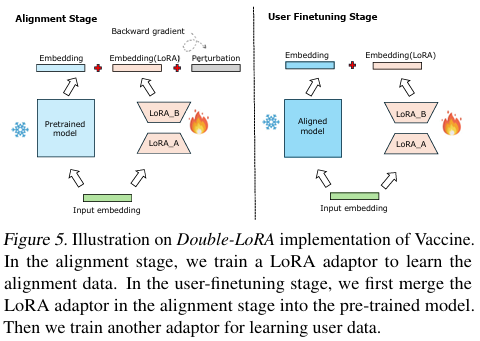 Alignment Stage
Backward gradient
Embedding
Embedding(LoRA)
Perturbation
Pretrained
model
LoRA_B
LoRA_A
Input embedding
User Finetuning Stage
Embedding
Embedding(LoRA)
Aligned
model
LoRA_B
LoRA_A
Input embedding
Figure 5. Illustration on Double-LoRA implementation of Vaccine.
In the alignment stage, we train a LoRA adaptor to learn the
alignment data. In the user-finetuning stage, we first merge the
LoRA adaptor in the alignment stage into the pre-trained model.
Then we train another adaptor for learning user data.